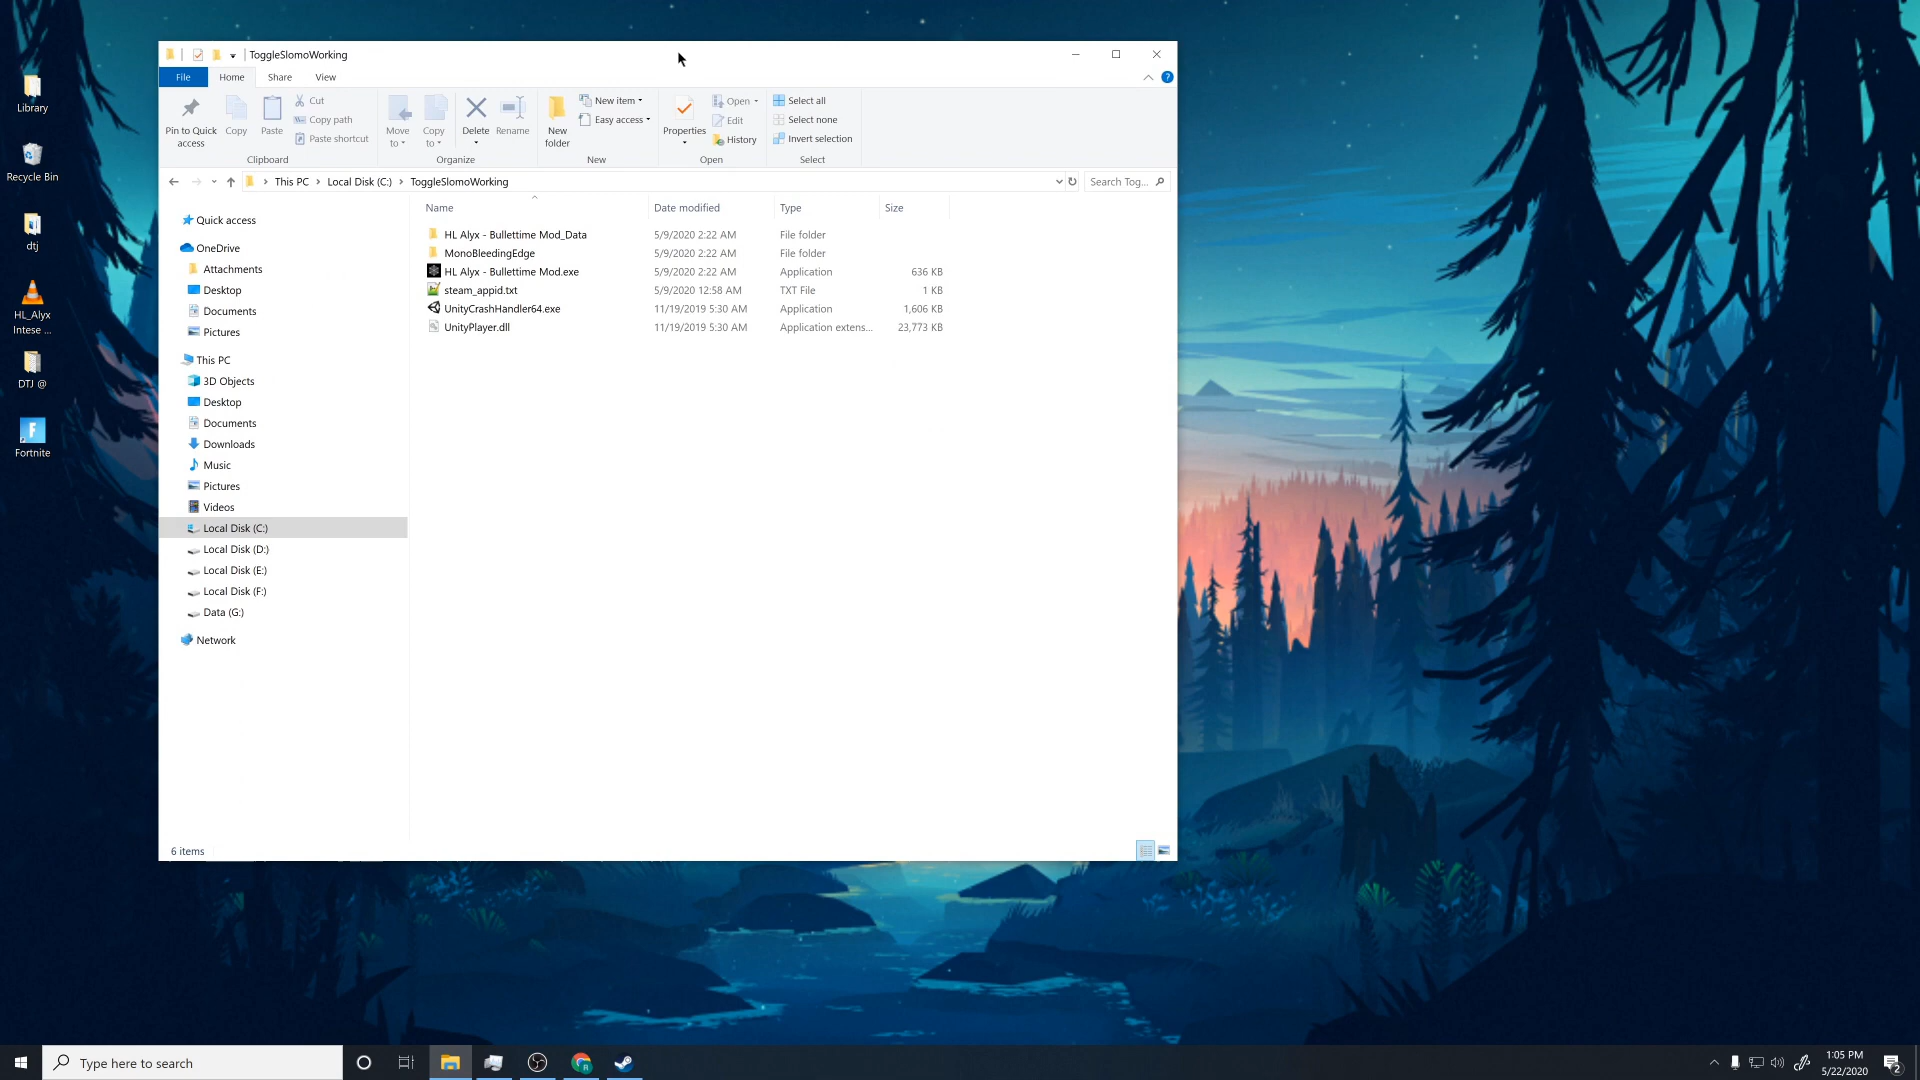 ToggleSlomoWorking
File Home Share View
Pin to Quick access
Copy
Paste
Cut
Copy path
Paste shortcut
Clipboard
Move to
Copy to
Delete
Rename
Organize
New folder
New item
Easy access
New
Properties
Open
Edit
History
Open
Select all
Select none
Invert selection
Select
This PC > Local Disk (C:) > ToggleSlomoWorking
Search Tog...
Quick access
OneDrive
Attachments
Desktop
Documents
Pictures
This PC
3D Objects
Desktop
Documents
Downloads
Music
Pictures
Videos
Local Disk (C:)
Local Disk (D:)
Local Disk (E:)
Local Disk (F:)
Data (G:)
Network
Name Date modified Type Size
HL Alyx - Bullettime Mod_Data 5/9/2020 2:22 AM File folder
MonoBleedingEdge 5/9/2020 2:22 AM File folder
HL Alyx - Bullettime Mod.exe 5/9/2020 2:22 AM Application 636 KB
steam_appid.txt 5/9/2020 12:58 AM TXT File 1 KB
UnityCrashHandler64.exe 11/19/2019 5:30 AM Application 1,606 KB
UnityPlayer.dll 11/19/2019 5:30 AM Application extens... 23,773 KB
6 items
Library
Recycle Bin
dtj
HL_Alyx
Intese ...
DTJ @
Fortnite
Type here to search
1:05 PM
5/22/2020
2